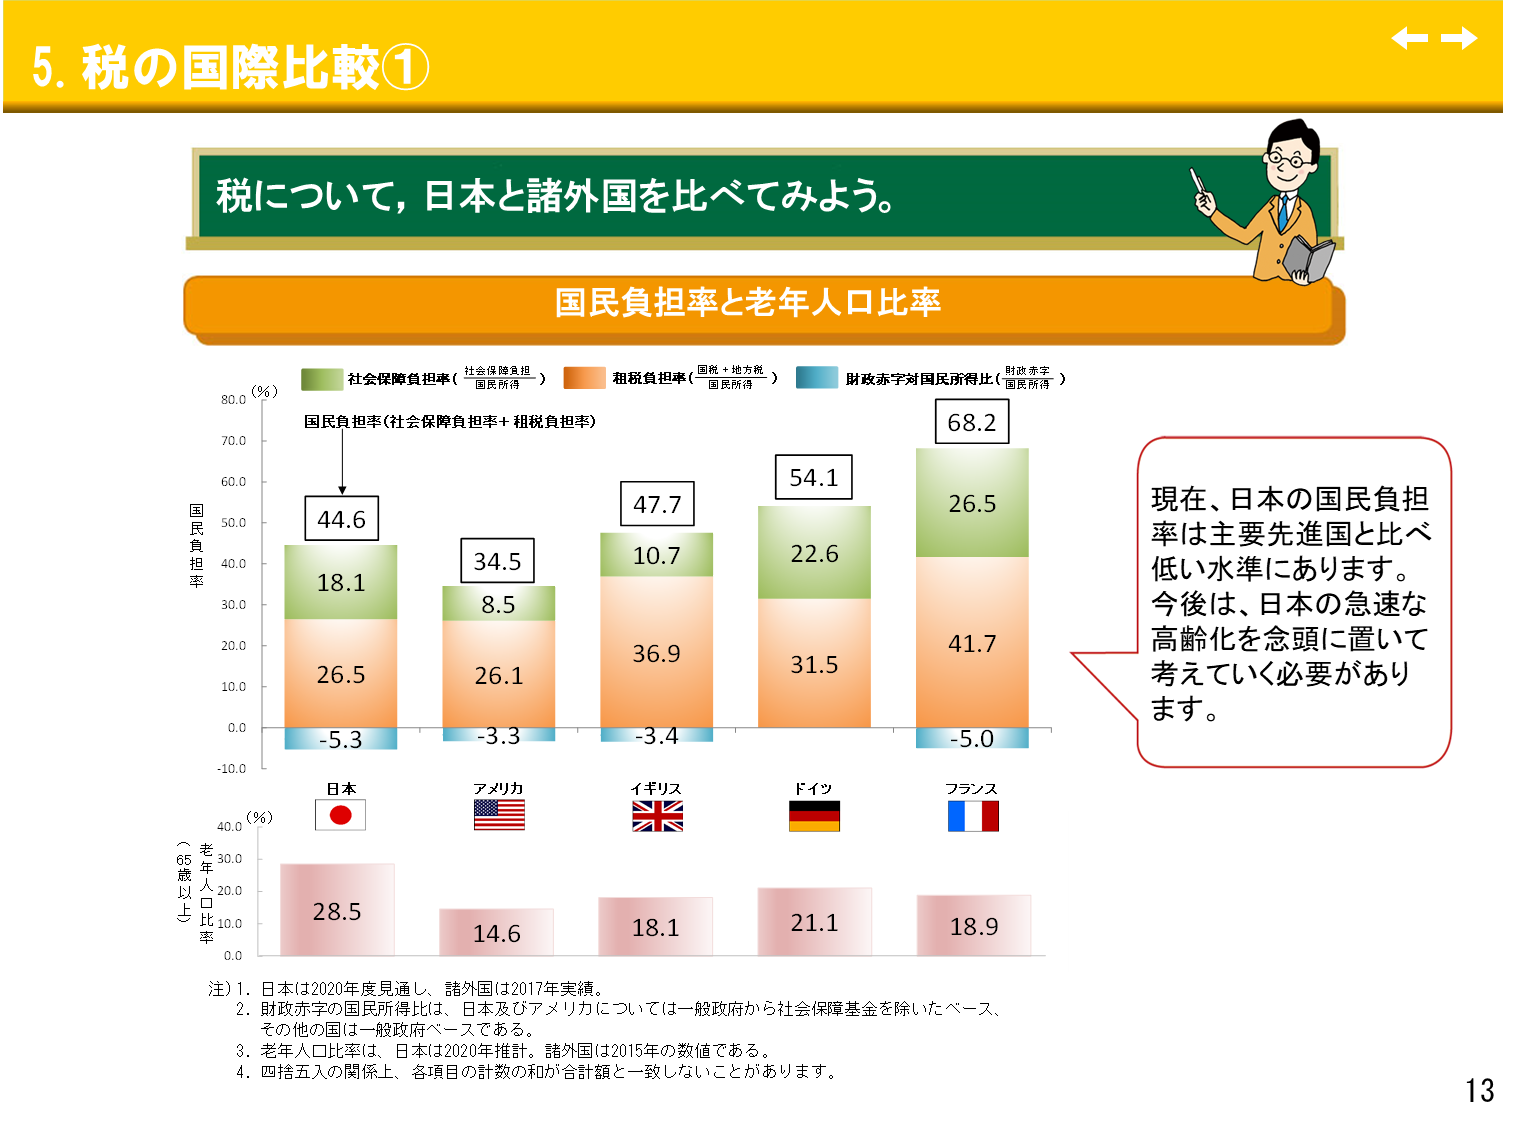 5. 税の国際比較①
税について，日本と諸外国を比べてみよう。
国民負担率と老年人口比率
社会保障負担率(社会保障負担/国民所得)
租税負担率(国税+地方税/国民所得)
財政赤字対国民所得比(財政赤字/国民所得)
(%)
国民負担率(社会保障負担率+租税負担率)
国民負担率
80.0
70.0
60.0
50.0
40.0
30.0
20.0
10.0
0.0
-10.0
44.6
18.1
26.5
-5.3
34.5
8.5
26.1
-3.3
47.7
10.7
36.9
-3.4
54.1
22.6
31.5
68.2
26.5
41.7
-5.0
現在、日本の国民負担
率は主要先進国と比べ
低い水準にあります。
今後は、日本の急速な
高齢化を念頭に置いて
考えていく必要があり
ます。
日本
アメリカ
イギリス
ドイツ
フランス
(%)
老年人口比率
(65歳以上)
40.0
30.0
20.0
10.0
0.0
28.5
14.6
18.1
21.1
18.9
注)1. 日本は2020年度見通し、諸外国は2017年実績。
2. 財政赤字の国民所得比は、日本及びアメリカについては一般政府から社会保障基金を除いたベース、
その他の国は一般政府ベースである。
3. 老年人口比率は、日本は2020年推計。諸外国は2015年の数値である。
4. 四捨五入の関係上、各項目の計数の和が合計額と一致しないことがあります。
13